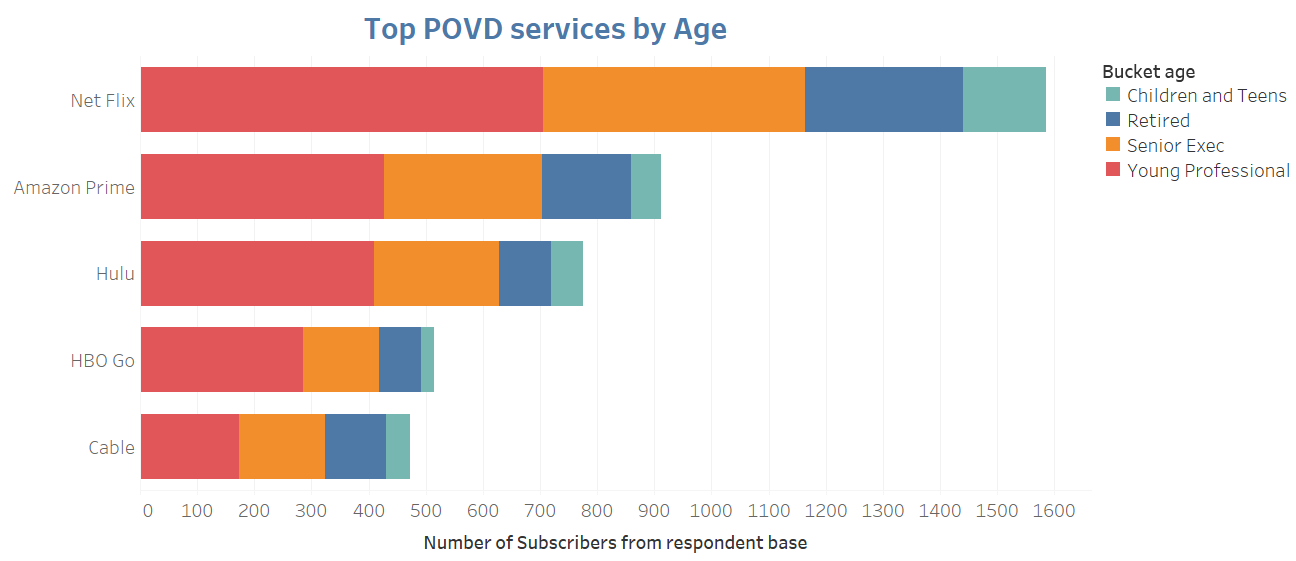 Top POVD services by Age
Net Flix
Amazon Prime
Hulu
HBO Go
Cable
0 100 200 300 400 500 600 700 800 900 1000 1100 1200 1300 1400 1500 1600
Number of Subscribers from respondent base
Bucket age
Children and Teens
Retired
Senior Exec
Young Professional